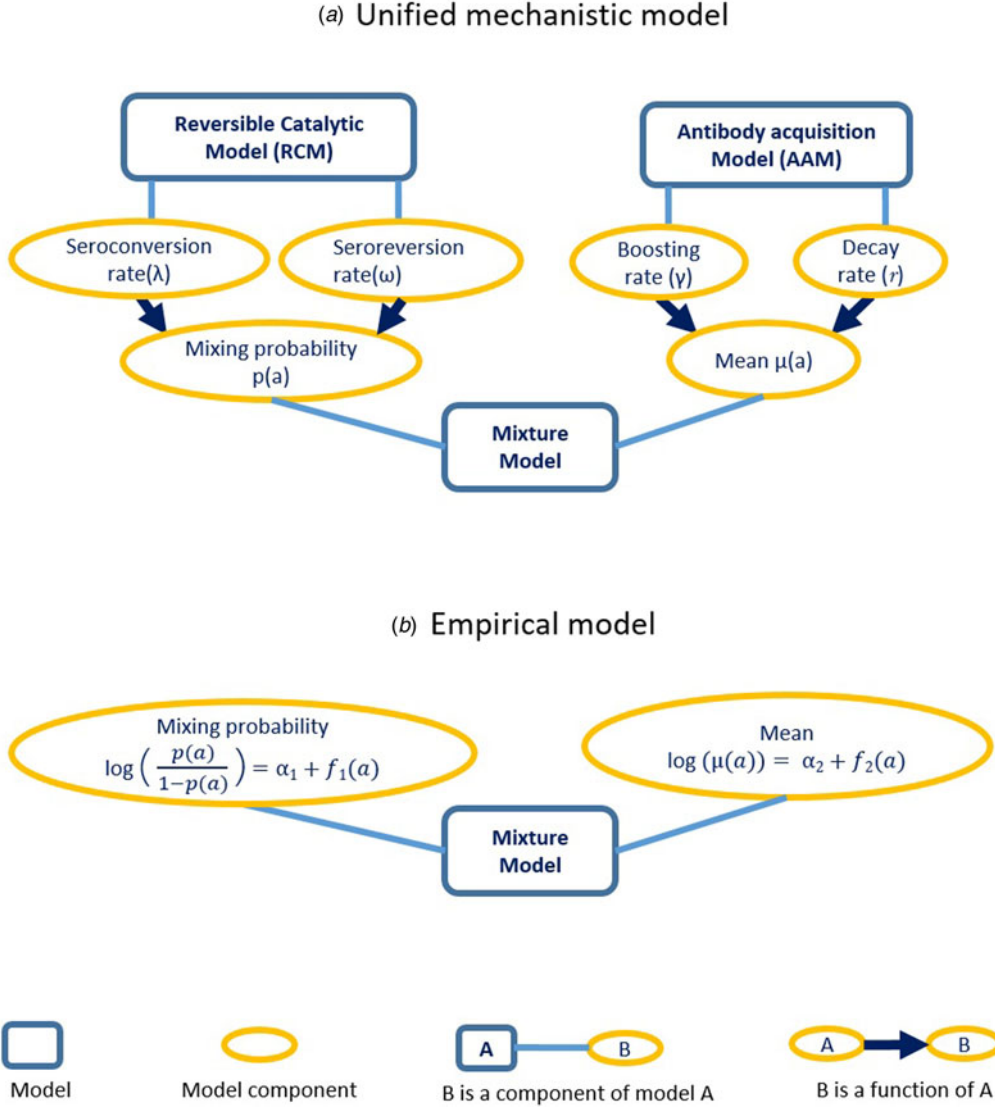 (a) Unified mechanistic model
Reversible Catalytic
Model (RCM)
Antibody acquisition
Model (AAM)
Seroconversion
rate(λ)
Seroreversion
rate(ω)
Boosting
rate (γ)
Decay
rate (r)
Mixing probability
p(a)
Mean μ(a)
Mixture
Model
(b) Empirical model
Mixing probability
log ( p(a) / 1−p(a) ) = α₁ + f₁(a)
Mean
log (μ(a)) = α₂ + f₂(a)
Mixture
Model
A
B
A
B
Model
Model component
B is a component of model A
B is a function of A